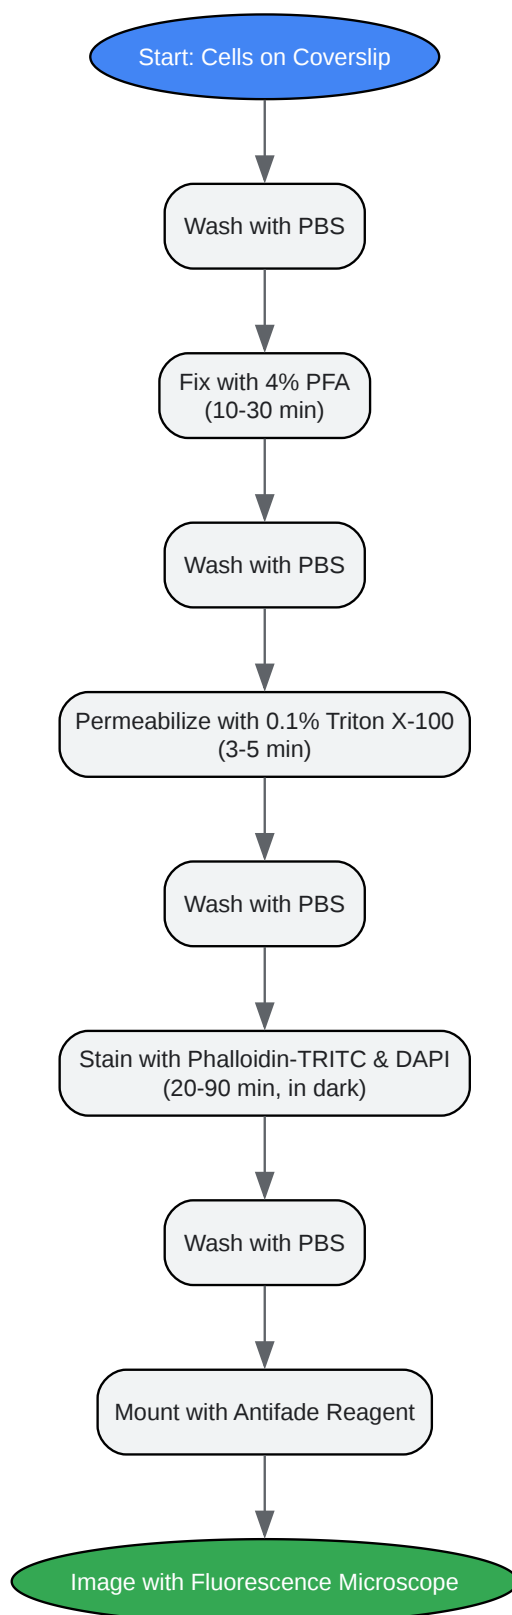 Start: Cells on Coverslip
Wash with PBS
Fix with 4% PFA
(10-30 min)
Wash with PBS
Permeabilize with 0.1% Triton X-100
(3-5 min)
Wash with PBS
Stain with Phalloidin-TRITC & DAPI
(20-90 min, in dark)
Wash with PBS
Mount with Antifade Reagent
Image with Fluorescence Microscope